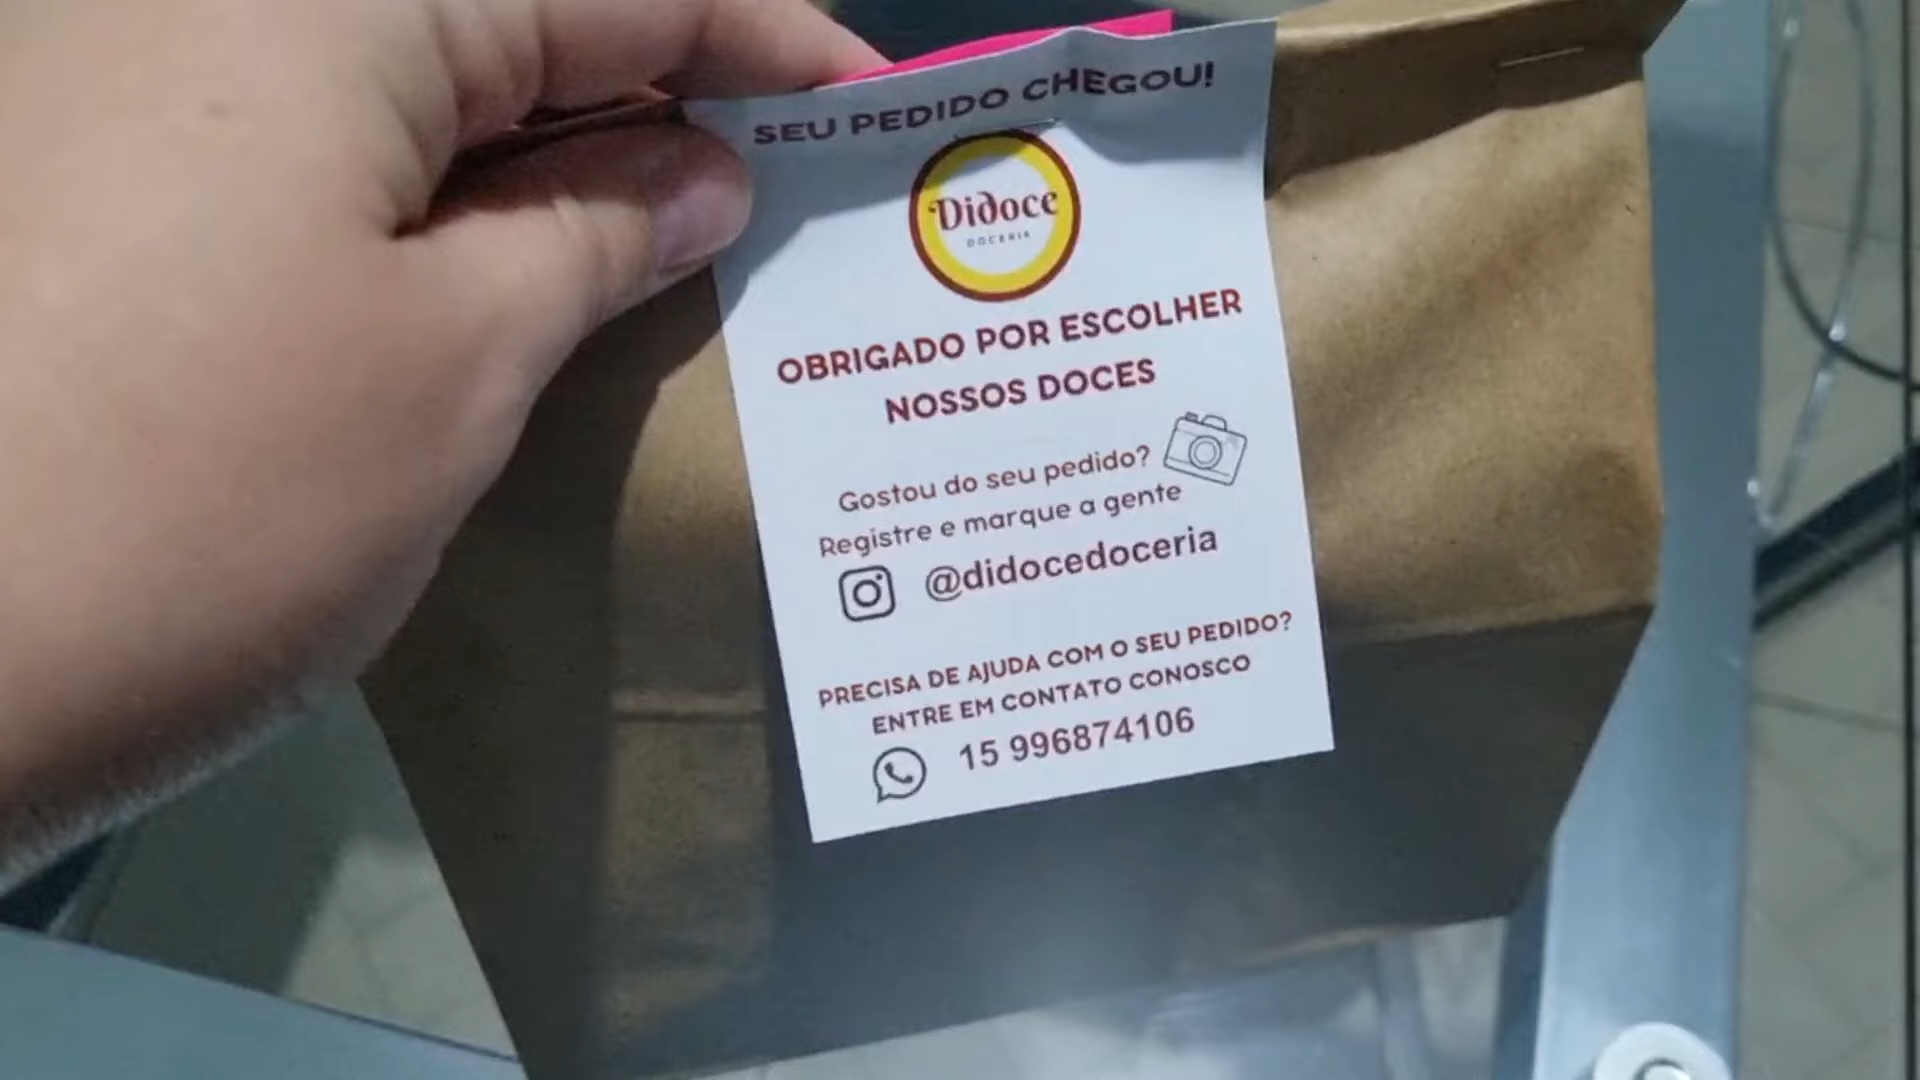 SEU PEDIDO CHEGOU!
Didoce
DOCERIA
OBRIGADO POR ESCOLHER
NOSSOS DOCES
Gostou do seu pedido?
Registre e marque a gente
@didocedoceria
PRECISA DE AJUDA COM O SEU PEDIDO?
ENTRE EM CONTATO CONOSCO
15 996874106